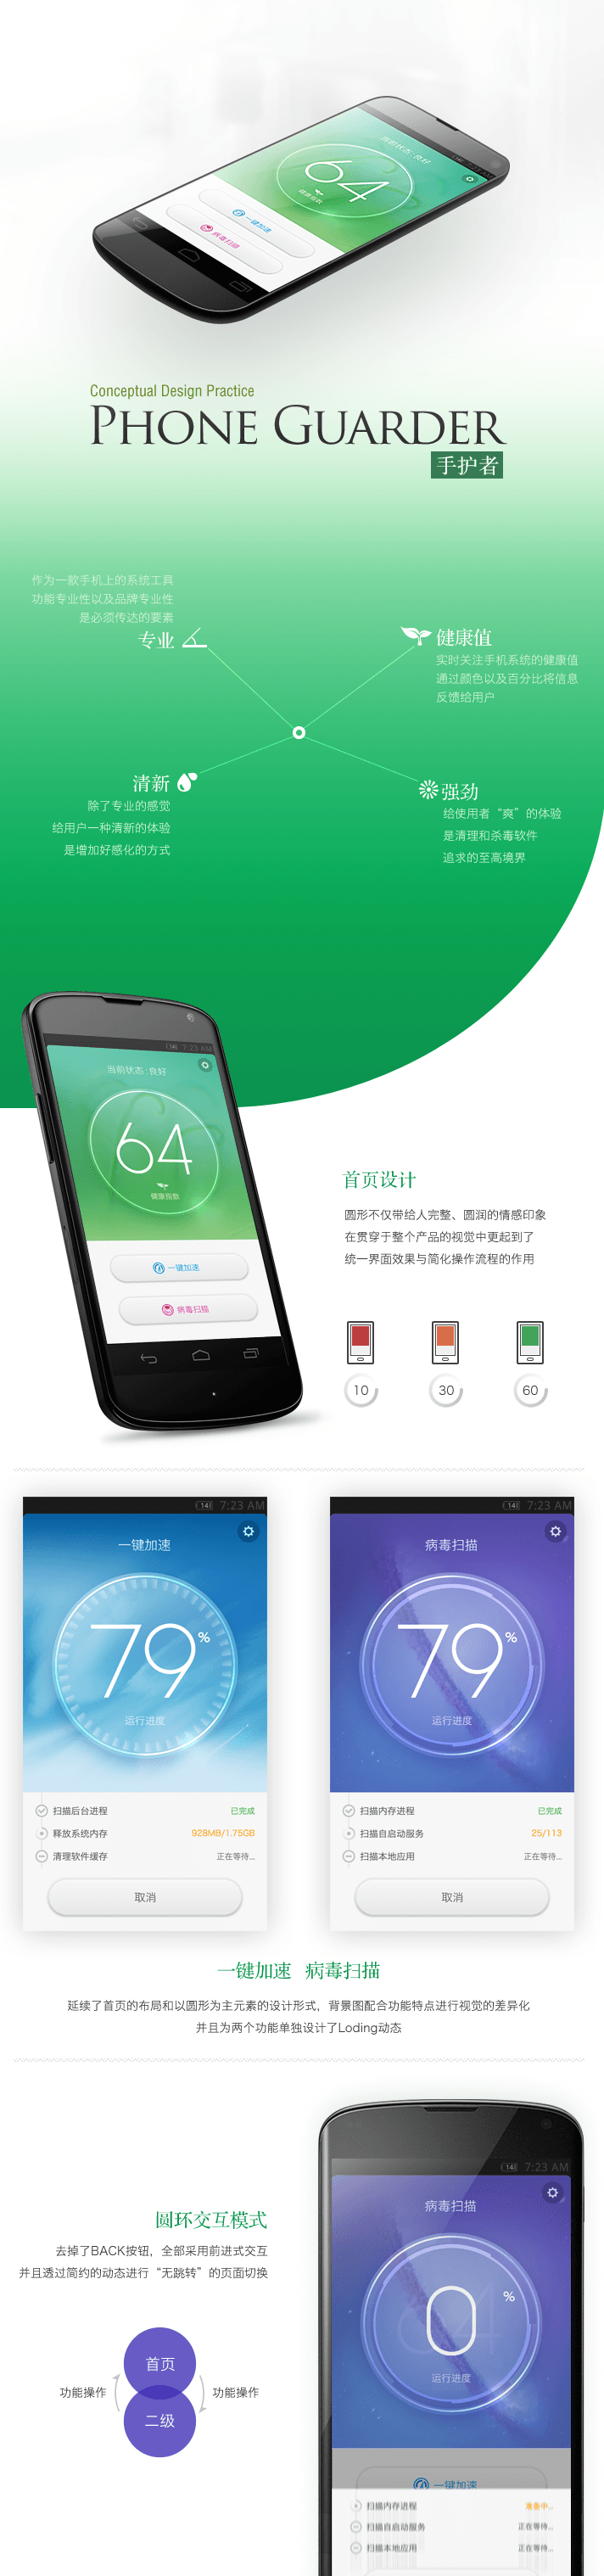 7:23 AM
当前状态:良好
64
健康指数
一键加速
病毒扫描
Conceptual Design Practice
PHONE GUARDER
手护者
作为一款手机上的系统工具
功能专业性以及品牌专业性
是必须传达的要素
专业
健康值
实时关注手机系统的健康值
通过颜色以及百分比将信息
反馈给用户
清新
除了专业的感觉
给用户一种清新的体验
是增加好感化的方式
强劲
给使用者“爽”的体验
是清理和杀毒软件
追求的至高境界
14 7:23 AM
当前状态:良好
64
健康指数
一键加速
病毒扫描
首页设计
圆形不仅带给人完整、圆润的情感印象
在贯穿于整个产品的视觉中更起到了
统一界面效果与简化操作流程的作用
10 30 60
14 7:23 AM
一键加速
79%
运行进度
扫描后台进程 已完成
释放系统内存 928MB/1.75GB
清理软件缓存 正在等待...
取消
14 7:23 AM
病毒扫描
79%
运行进度
扫描内存进程 已完成
扫描自启动服务 25/113
扫描本地应用 正在等待...
取消
一键加速 病毒扫描
延续了首页的布局和以圆形为主元素的设计形式，背景图配合功能特点进行视觉的差异化
并且为两个功能单独设计了Loding动态
圆环交互模式
去掉了BACK按钮，全部采用前进式交互
并且透过简约的动态进行“无跳转”的页面切换
首页
功能操作 功能操作
二级
14 7:23 AM
病毒扫描
0%
运行进度
一键加速
扫描内存进程 准备中...
扫描自启动服务 正在等待...
扫描本地应用 正在等待...